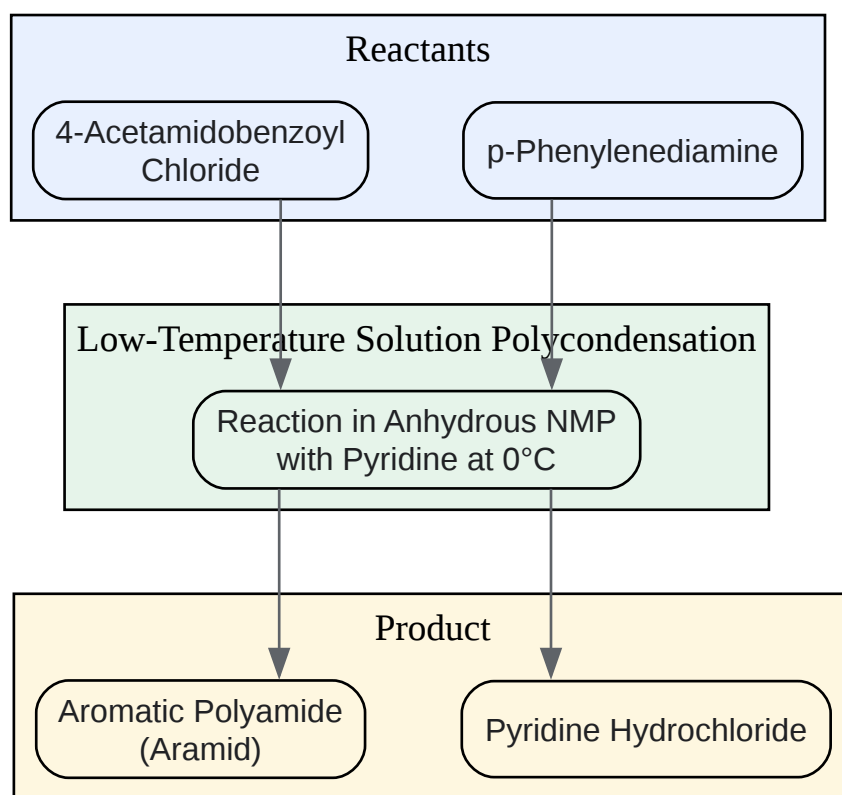 Reactants
4-Acetamidobenzoyl
Chloride
p-Phenylenediamine
Low-Temperature Solution Polycondensation
Reaction in Anhydrous NMP
with Pyridine at 0°C
Product
Aromatic Polyamide
(Aramid)
Pyridine Hydrochloride